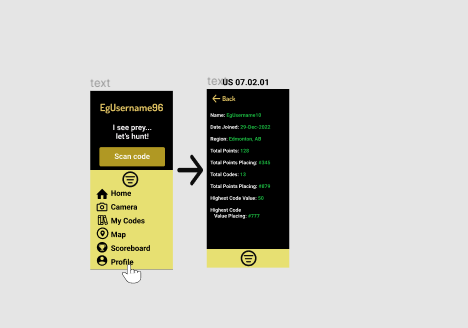 text
EgUsername96
I see prey...
let's hunt!
Scan code
Home
Camera
My Codes
Map
Scoreboard
Profile
text
US 07.02.01
Back
Name: EgUsername10
Date Joined: 29-Dec-2022
Region: Edmonton, AB
Total Points: 128
Total Points Placing: #335
Total Codes: 13
Total Points Placing: #879
Highest Code Value: 50
Highest Code
Value Placing: #777